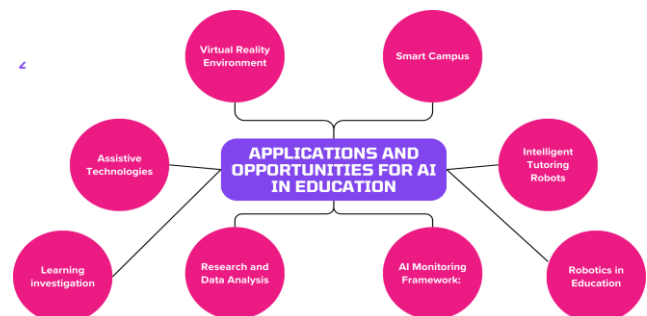 Virtual Reality
Environment
Smart Campus
Assistive
Technologies
APPLICATIONS AND
OPPORTUNITIES FOR AI
IN EDUCATION
Intelligent
Tutoring
Robots
Learning
investigation
Research and
Data Analysis
AI Monitoring
Framework:
Robotics in
Education